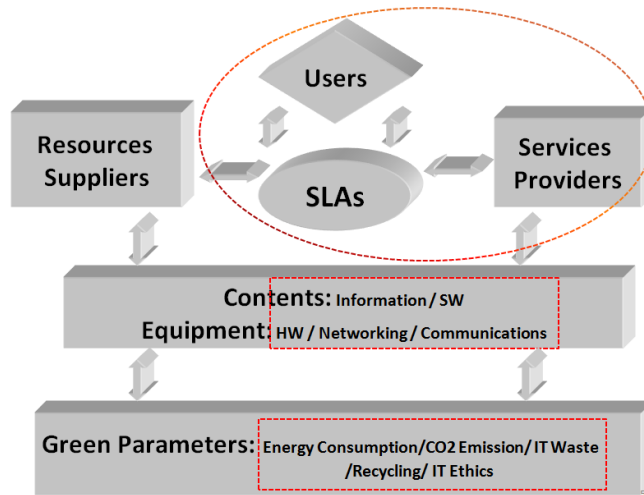 Users
Resources
Suppliers
SLAs
Services
Providers
Contents: Information / SW
Equipment: HW / Networking / Communications
Green Parameters: Energy Consumption/CO2 Emission/ IT Waste
/Recycling/ IT Ethics